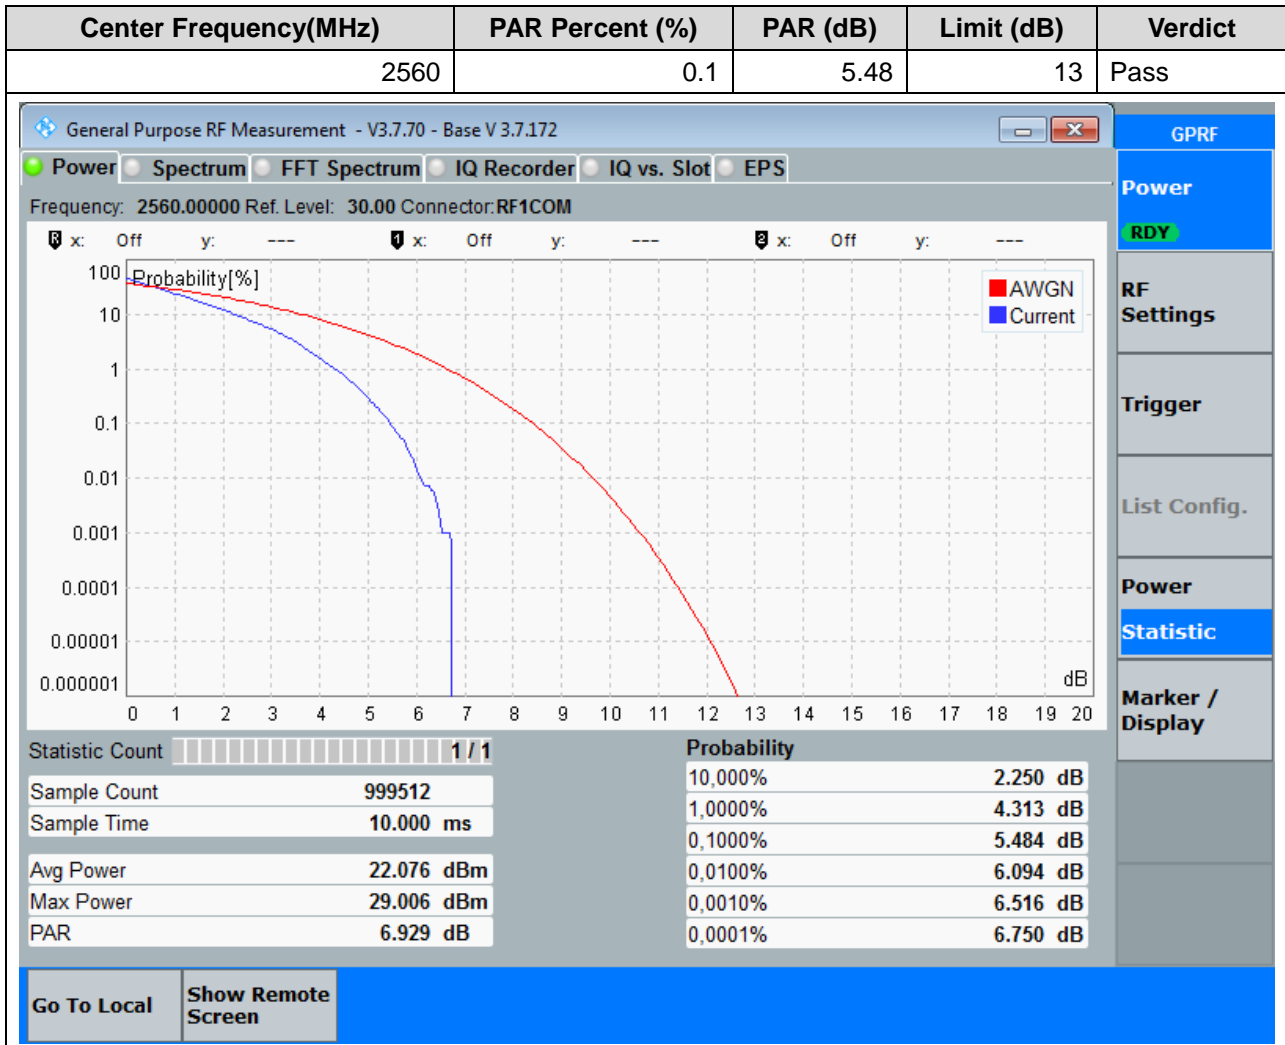 Center Frequency(MHz) PAR Percent (%) PAR (dB) Limit (dB) Verdict
2560 0.1 5.48 13 Pass
General Purpose RF Measurement - V3.7.70 - Base V 3.7.172
GPRF
Power Spectrum FFT Spectrum IQ Recorder IQ vs. Slot EPS
Power
RDY
Frequency: 2560.00000 Ref. Level: 30.00 Connector:RF1COM
R x: Off y: --- 1 x: Off y: --- 2 x: Off y: ---
Probability[%]
AWGN
Current
100
10
1
0.1
0.01
0.001
0.0001
0.00001
0.000001
dB
0 1 2 3 4 5 6 7 8 9 10 11 12 13 14 15 16 17 18 19 20
RF
Settings
Trigger
List Config.
Power
Statistic
Marker /
Display
Statistic Count 1 / 1
Sample Count 999512
Sample Time 10.000 ms
Avg Power 22.076 dBm
Max Power 29.006 dBm
PAR 6.929 dB
Probability
10,000% 2.250 dB
1,0000% 4.313 dB
0,1000% 5.484 dB
0,0100% 6.094 dB
0,0010% 6.516 dB
0,0001% 6.750 dB
Go To Local
Show Remote
Screen